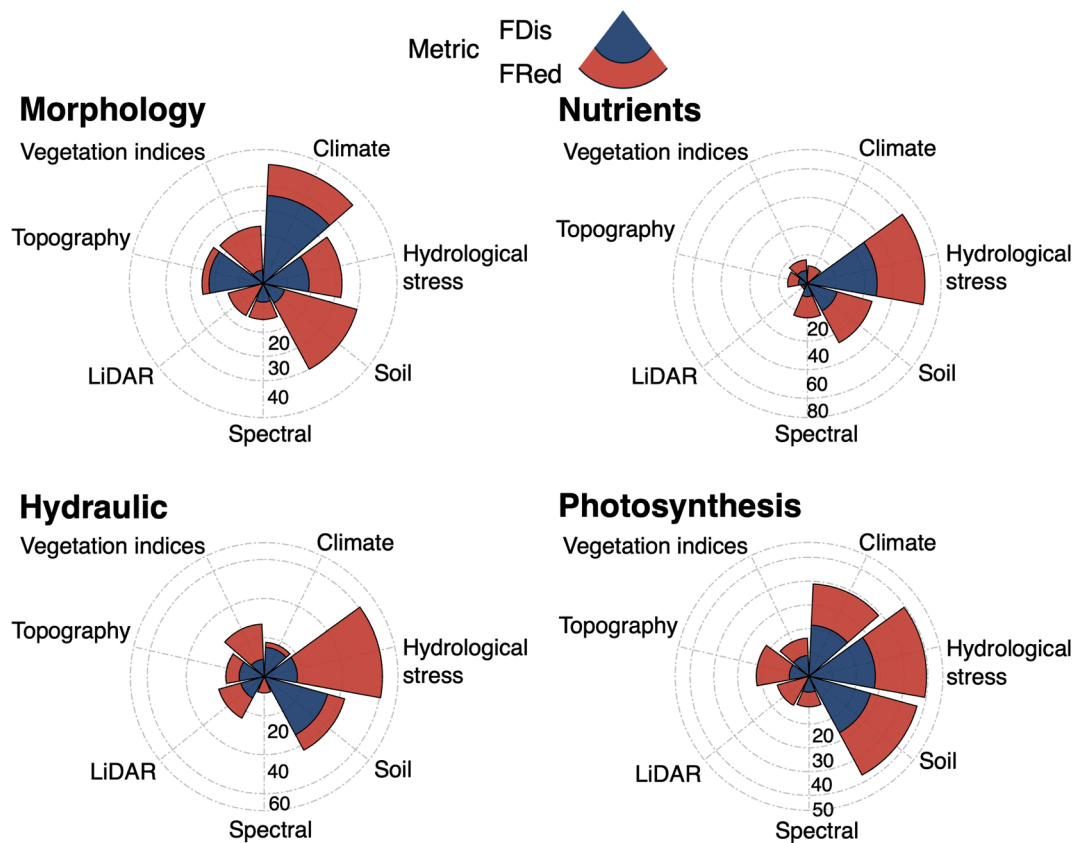 Metric
FDis
FRed
Morphology
Vegetation indices
Climate
Topography
Hydrological
stress
LiDAR
Soil
Spectral
20
30
40
Nutrients
Vegetation indices
Climate
Topography
Hydrological
stress
LiDAR
Soil
Spectral
20
40
60
80
Hydraulic
Vegetation indices
Climate
Topography
Hydrological
stress
LiDAR
Soil
Spectral
20
40
60
Photosynthesis
Vegetation indices
Climate
Topography
Hydrological
stress
LiDAR
Soil
Spectral
20
30
40
50